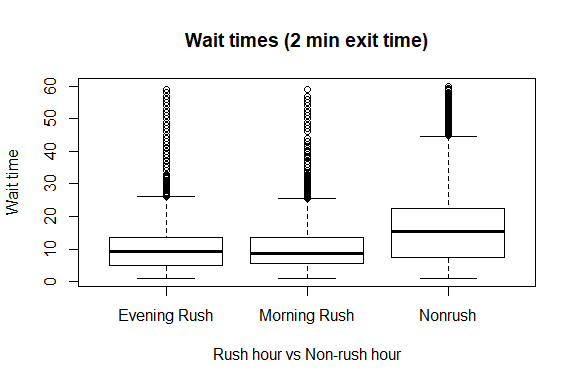 Wait times (2 min exit time)
Wait time
60
50
40
30
20
10
0
Evening Rush
Morning Rush
Nonrush
Rush hour vs Non-rush hour